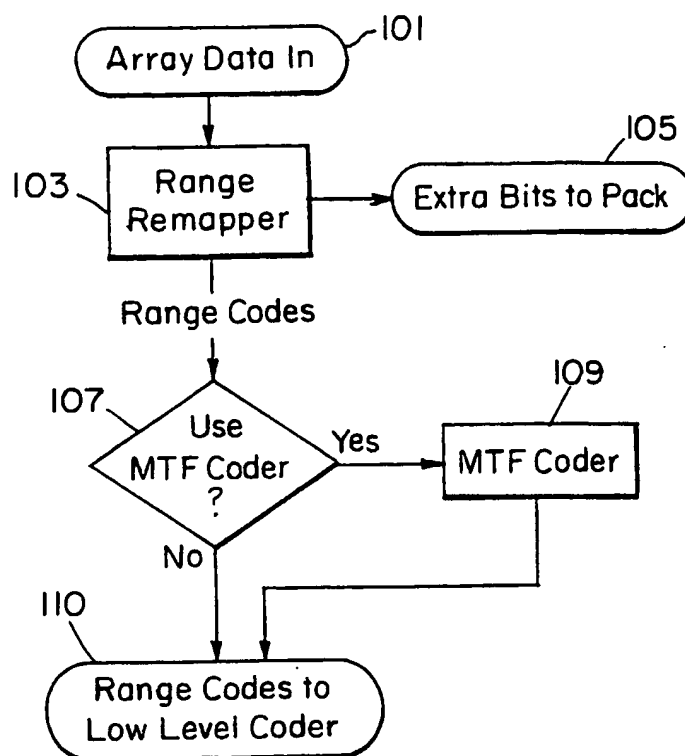 101
Array Data In
105
103
Range
Remapper
Extra Bits to Pack
Range Codes
107
109
Use
MTF Coder
?
Yes
MTF Coder
No
110
Range Codes to
Low Level Coder